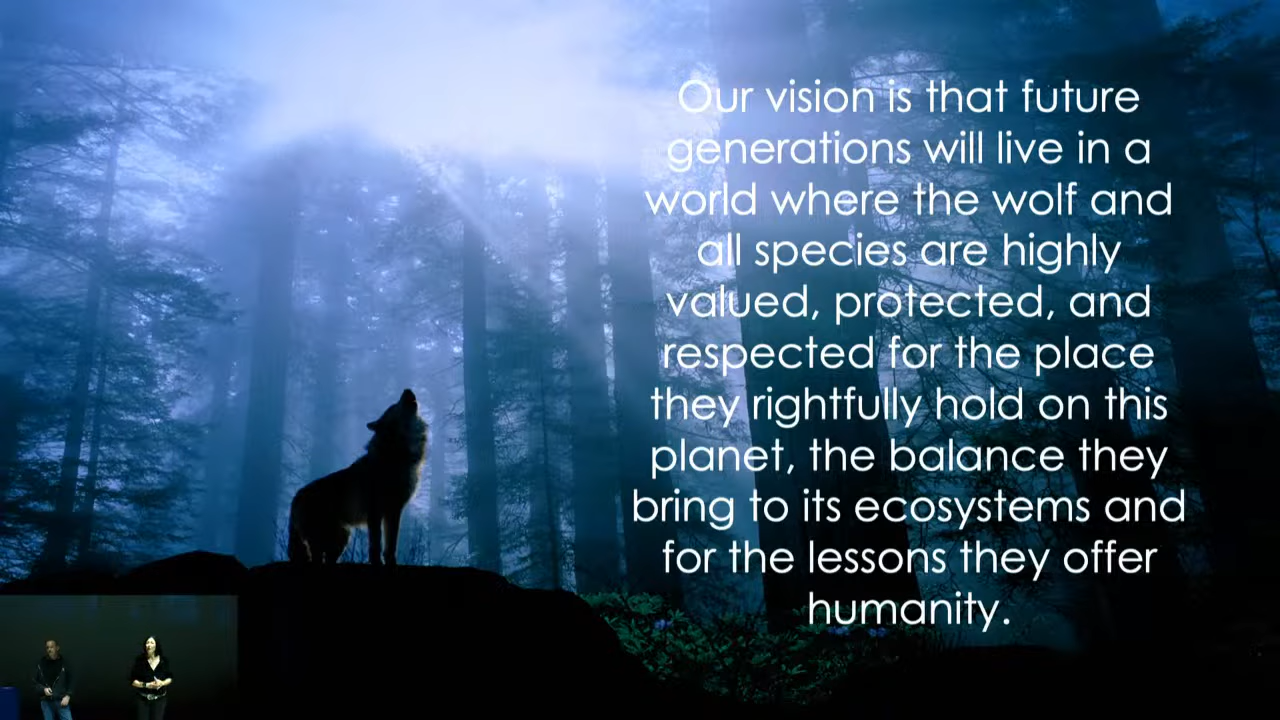 Our vision is that future
generations will live in a
world where the wolf and
all species are highly
valued, protected, and
respected for the place
they rightfully hold on this
planet, the balance they
bring to its ecosystems and
for the lessons they offer
humanity.